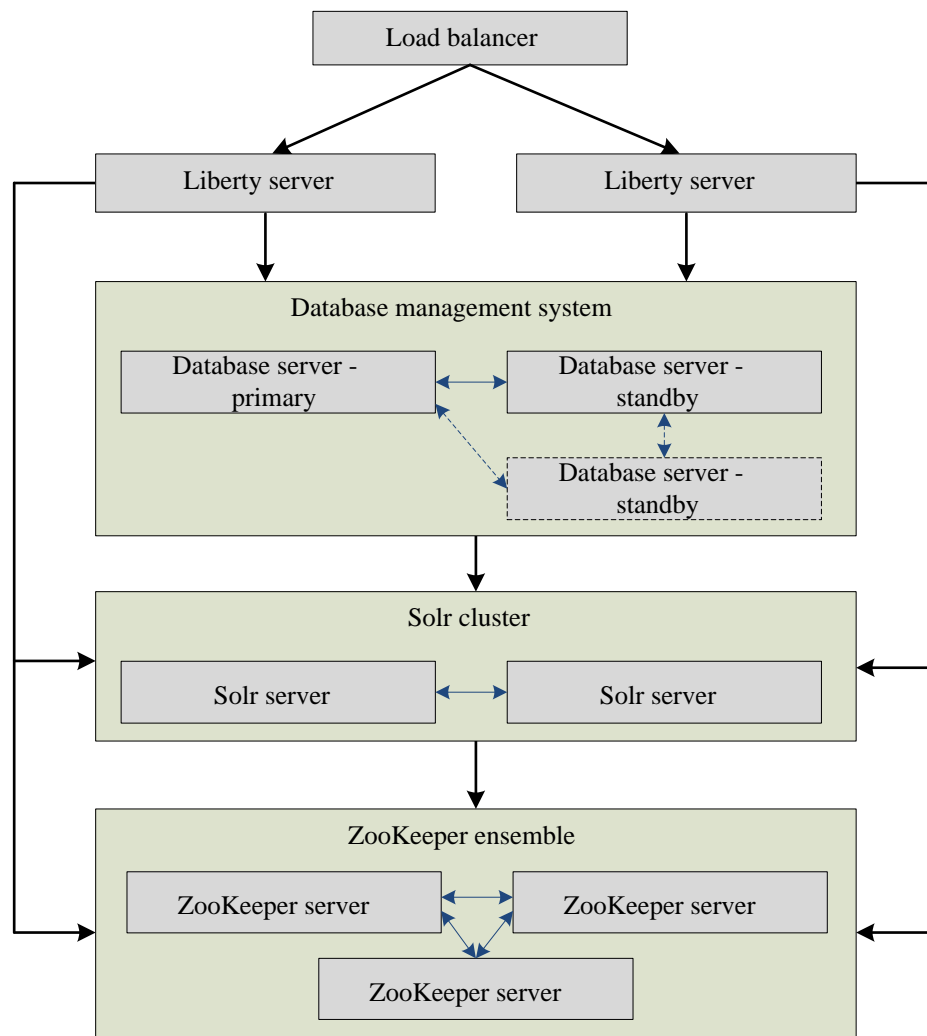 Load balancer
Liberty server
Liberty server
Database management system
Database server -
primary
Database server -
standby
Database server -
standby
Solr cluster
Solr server
Solr server
ZooKeeper ensemble
ZooKeeper server
ZooKeeper server
ZooKeeper server